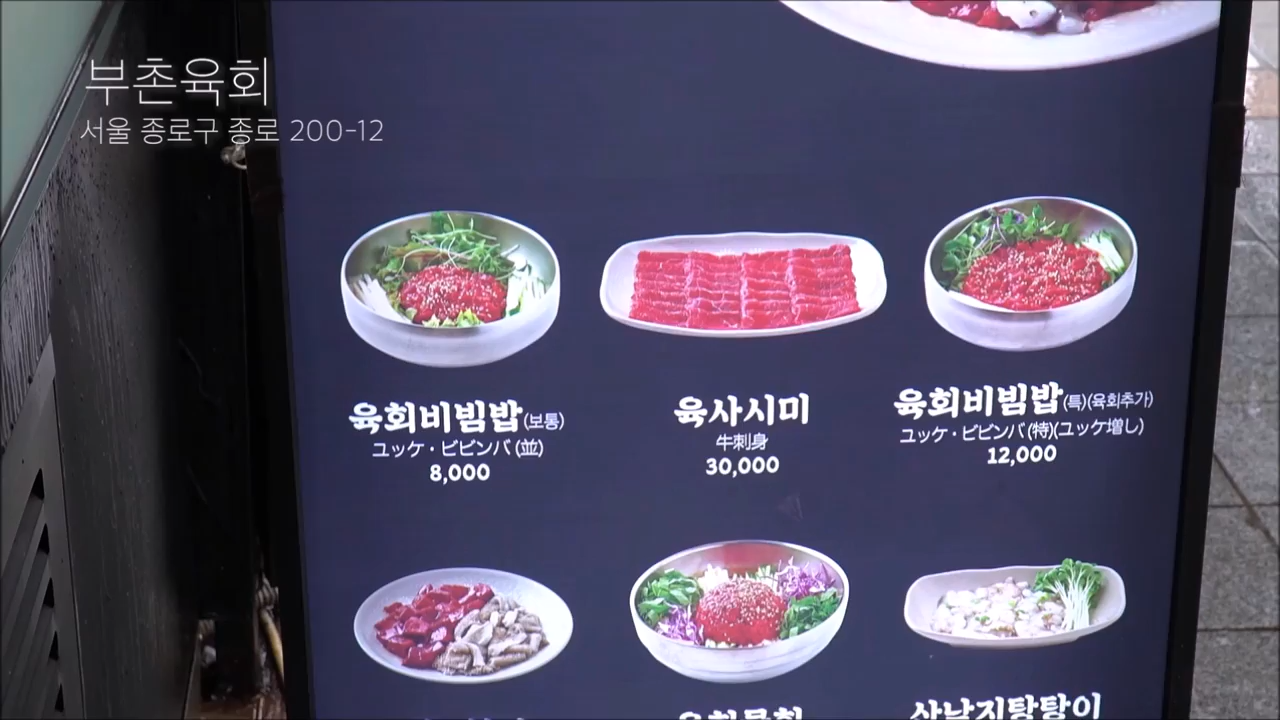 부촌육회
서울 종로구 종로 200-12
육회비빔밥(보통)
ユッケ・ビビンバ (並)
8,000
육사시미
牛刺身
30,000
육회비빔밥(특)(육회추가)
ユッケ・ビビンバ (特)(ユッケ増し)
12,000
산낙지탕탕이